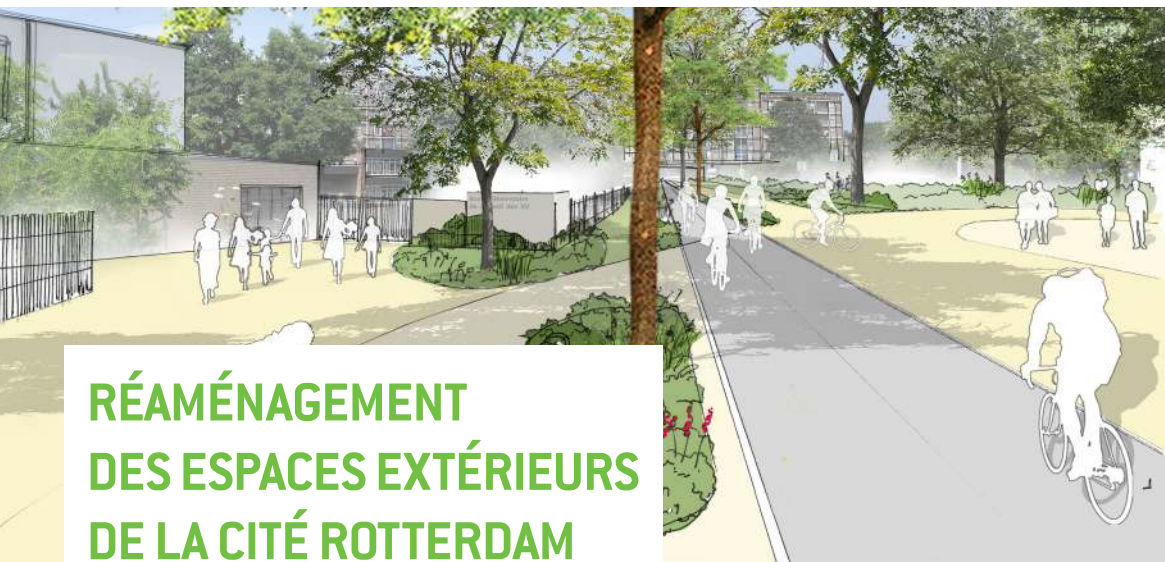 RÉAMÉNAGEMENT
DES ESPACES EXTÉRIEURS
DE LA CITÉ ROTTERDAM